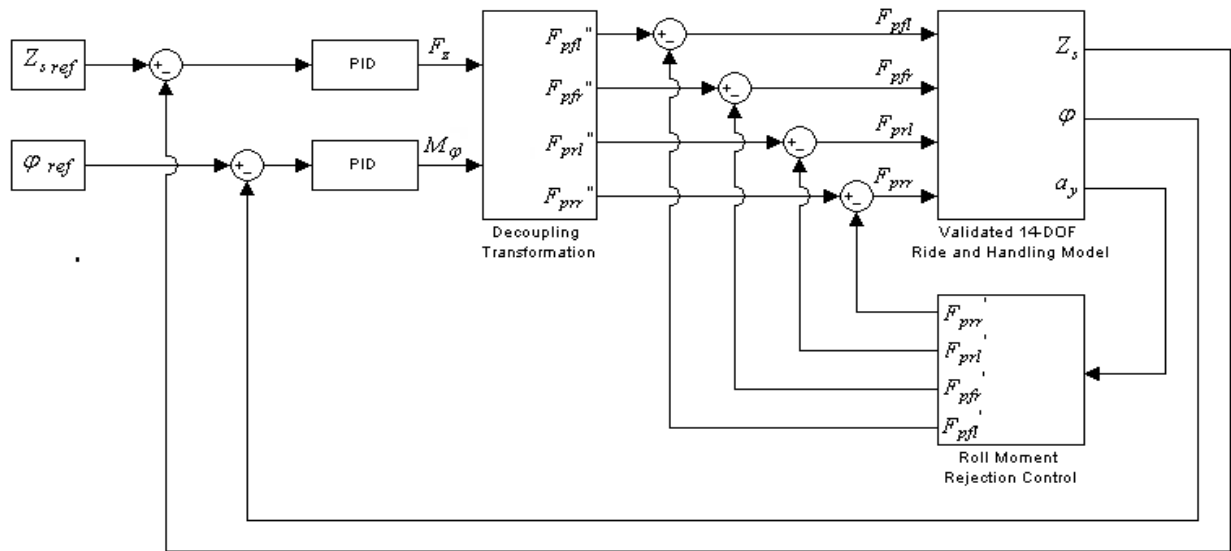 Z_s ref
+ -
PID
F_z
φ ref
+ -
PID
M_φ
F_pfl"
F_pfr"
F_prl"
F_prr"
Decoupling
Transformation
+ -
+ -
+ -
+ -
F_pfl
F_pfr
F_prl
F_prr
Z_s
φ
a_y
Validated 14-DOF
Ride and Handling Model
F_prr'
F_prl'
F_pfr'
F_pfl'
Roll Moment
Rejection Control